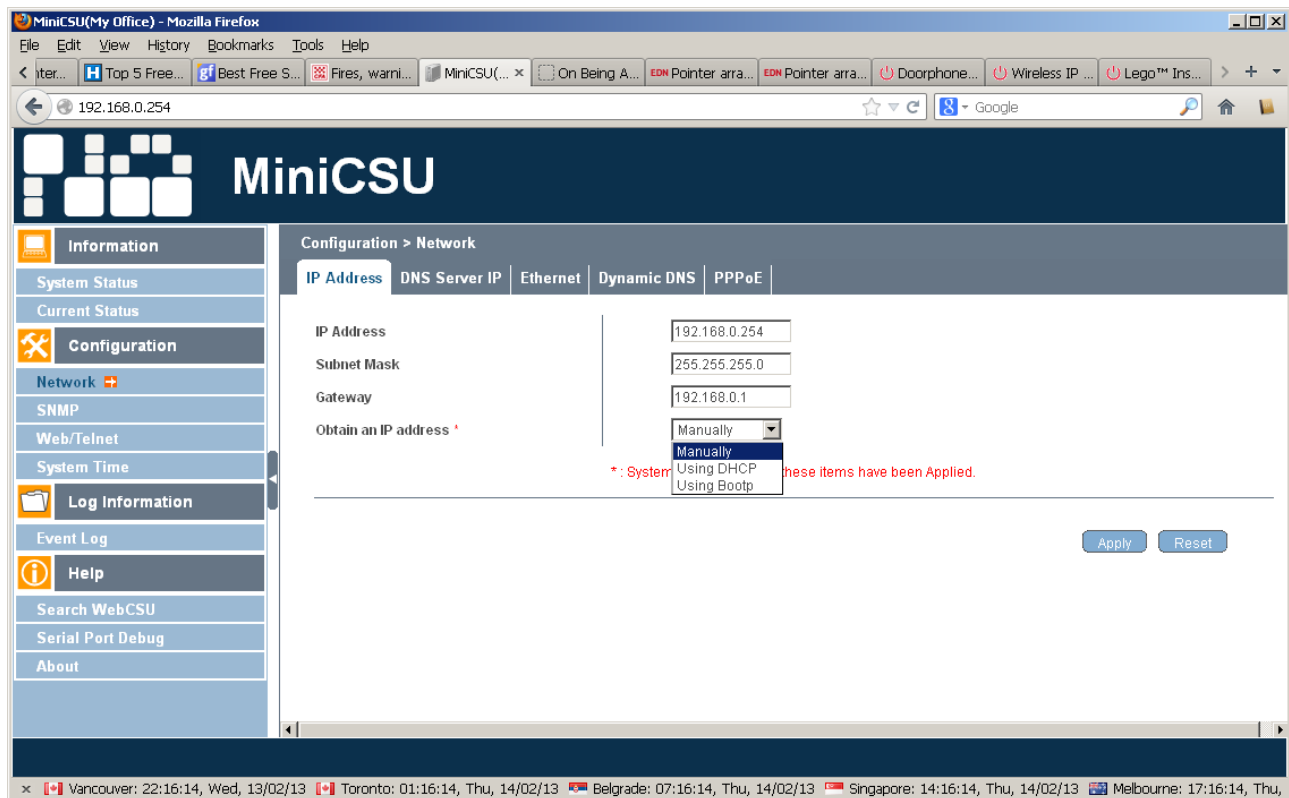 MiniCSU(My Office) - Mozilla Firefox
File Edit View History Bookmarks Tools Help
Top 5 Free... Best Free S... Fires, warni... MiniCSU(... × On Being A... EDN Pointer arra... EDN Pointer arra... Doorphone... Wireless IP ... Lego™ Ins...
192.168.0.254 Google
MiniCSU
Information
System Status
Current Status
Configuration
Network
SNMP
Web/Telnet
System Time
Log Information
Event Log
Help
Search WebCSU
Serial Port Debug
About
Configuration > Network
IP Address DNS Server IP Ethernet Dynamic DNS PPPoE
IP Address 192.168.0.254
Subnet Mask 255.255.255.0
Gateway 192.168.0.1
Obtain an IP address * Manually
Manually
Using DHCP
Using Bootp
* : System these items have been Applied.
Apply Reset
× Vancouver: 22:16:14, Wed, 13/02/13 Toronto: 01:16:14, Thu, 14/02/13 Belgrade: 07:16:14, Thu, 14/02/13 Singapore: 14:16:14, Thu, 14/02/13 Melbourne: 17:16:14, Thu,